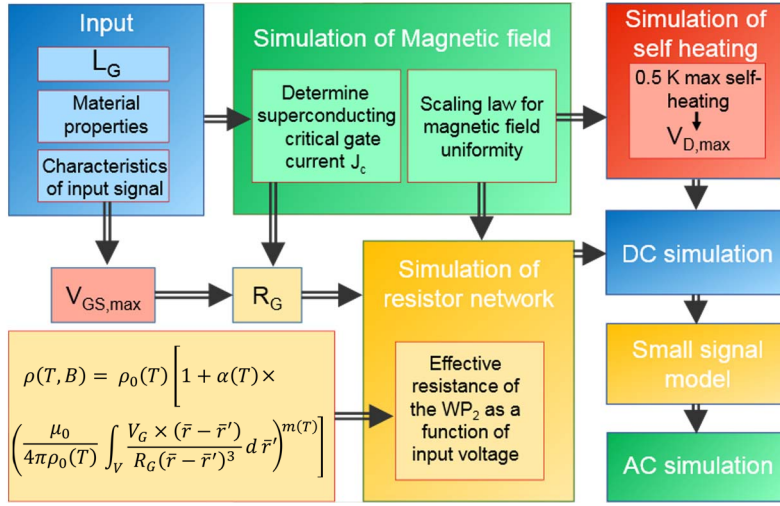 Input
L_G
Material
properties
Characteristics
of input signal
Simulation of Magnetic field
Determine
superconducting
critical gate
current J_c
Scaling law for
magnetic field
uniformity
Simulation of
self heating
0.5 K max self-
heating
V_D,max
DC simulation
V_GS,max
R_G
Simulation of
resistor network
Effective
resistance of
the WP_2 as a
function of
input voltage
ρ(T, B) = ρ_0(T) [1 + α(T) ×
(μ_0 / 4πρ_0(T) ∫_V V_G × (r̄ − r̄′) / R_G(r̄ − r̄′)^3 d r̄′)^m(T)]
Small signal
model
AC simulation